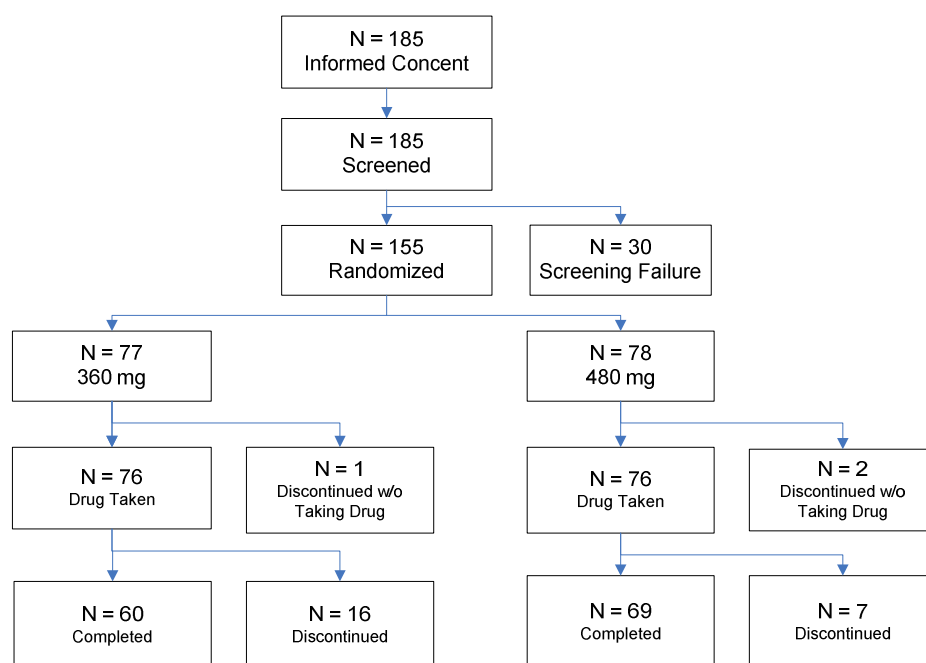 N = 185
Informed Concent
N = 185
Screened
N = 155
Randomized
N = 30
Screening Failure
N = 77
360 mg
N = 78
480 mg
N = 76
Drug Taken
N = 1
Discontinued w/o
Taking Drug
N = 76
Drug Taken
N = 2
Discontinued w/o
Taking Drug
N = 60
Completed
N = 16
Discontinued
N = 69
Completed
N = 7
Discontinued